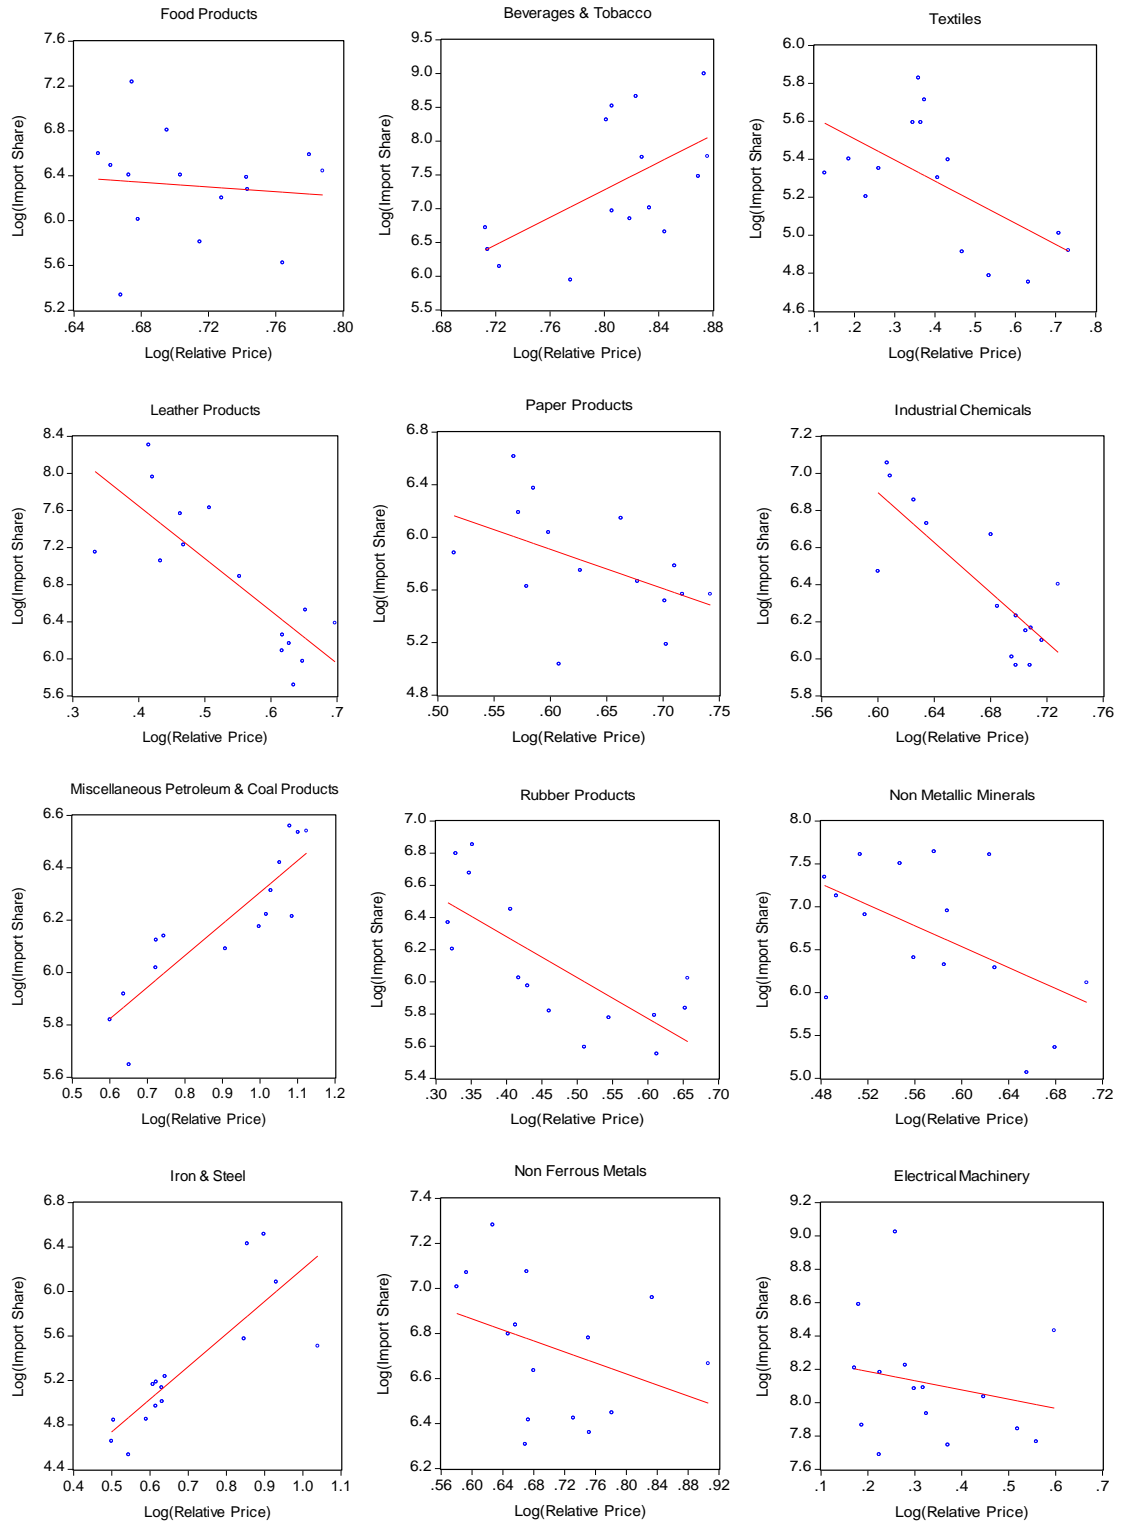 Food Products
7.6
7.2
6.8
6.4
6.0
5.6
5.2
Log(Import Share)
.64 .68 .72 .76 .80
Log(Relative Price)
Beverages & Tobacco
9.5
9.0
8.5
8.0
7.5
7.0
6.5
6.0
5.5
Log(Import Share)
.68 .72 .76 .80 .84 .88
Log(Relative Price)
Textiles
6.0
5.8
5.6
5.4
5.2
5.0
4.8
4.6
Log(Import Share)
.1 .2 .3 .4 .5 .6 .7 .8
Log(Relative Price)
Leather Products
8.4
8.0
7.6
7.2
6.8
6.4
6.0
5.6
Log(Import Share)
.3 .4 .5 .6 .7
Log(Relative Price)
Paper Products
6.8
6.4
6.0
5.6
5.2
4.8
Log(Import Share)
.50 .55 .60 .65 .70 .75
Log(Relative Price)
Industrial Chemicals
7.2
7.0
6.8
6.6
6.4
6.2
6.0
5.8
Log(Import Share)
.56 .60 .64 .68 .72 .76
Log(Relative Price)
Miscellaneous Petroleum & Coal Products
6.6
6.4
6.2
6.0
5.8
5.6
Log(Import Share)
0.5 0.6 0.7 0.8 0.9 1.0 1.1 1.2
Log(Relative Price)
Rubber Products
7.0
6.8
6.6
6.4
6.2
6.0
5.8
5.6
5.4
Log(Import Share)
.30 .35 .40 .45 .50 .55 .60 .65 .70
Log(Relative Price)
Non Metallic Minerals
8.0
7.5
7.0
6.5
6.0
5.5
5.0
Log(Import Share)
.48 .52 .56 .60 .64 .68 .72
Log(Relative Price)
Iron & Steel
6.8
6.4
6.0
5.6
5.2
4.8
4.4
Log(Import Share)
0.4 0.5 0.6 0.7 0.8 0.9 1.0 1.1
Log(Relative Price)
Non Ferrous Metals
7.4
7.2
7.0
6.8
6.6
6.4
6.2
Log(Import Share)
.56 .60 .64 .68 .72 .76 .80 .84 .88 .92
Log(Relative Price)
Electrical Machinery
9.2
9.0
8.8
8.6
8.4
8.2
8.0
7.8
7.6
Log(Import Share)
.1 .2 .3 .4 .5 .6 .7
Log(Relative Price)